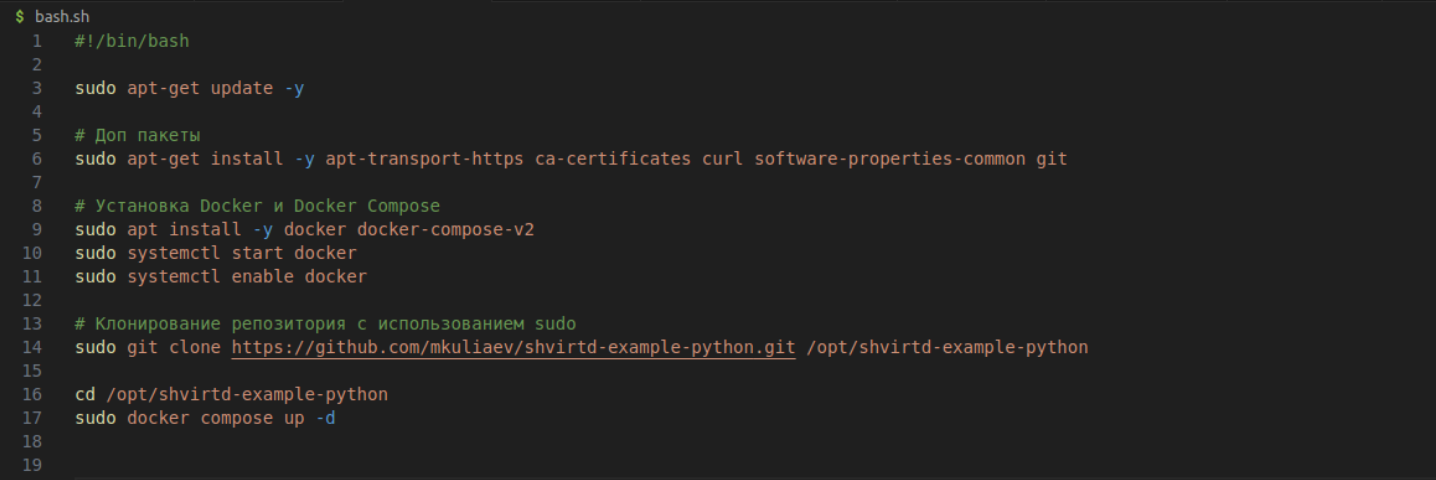 $ bash.sh
1 #!/bin/bash
2
3 sudo apt-get update -y
4
5 # Доп пакеты
6 sudo apt-get install -y apt-transport-https ca-certificates curl software-properties-common git
7
8 # Установка Docker и Docker Compose
9 sudo apt install -y docker docker-compose-v2
10 sudo systemctl start docker
11 sudo systemctl enable docker
12
13 # Клонирование репозитория с использованием sudo
14 sudo git clone https://github.com/mkuliaev/shvirtd-example-python.git /opt/shvirtd-example-python
15
16 cd /opt/shvirtd-example-python
17 sudo docker compose up -d
18
19